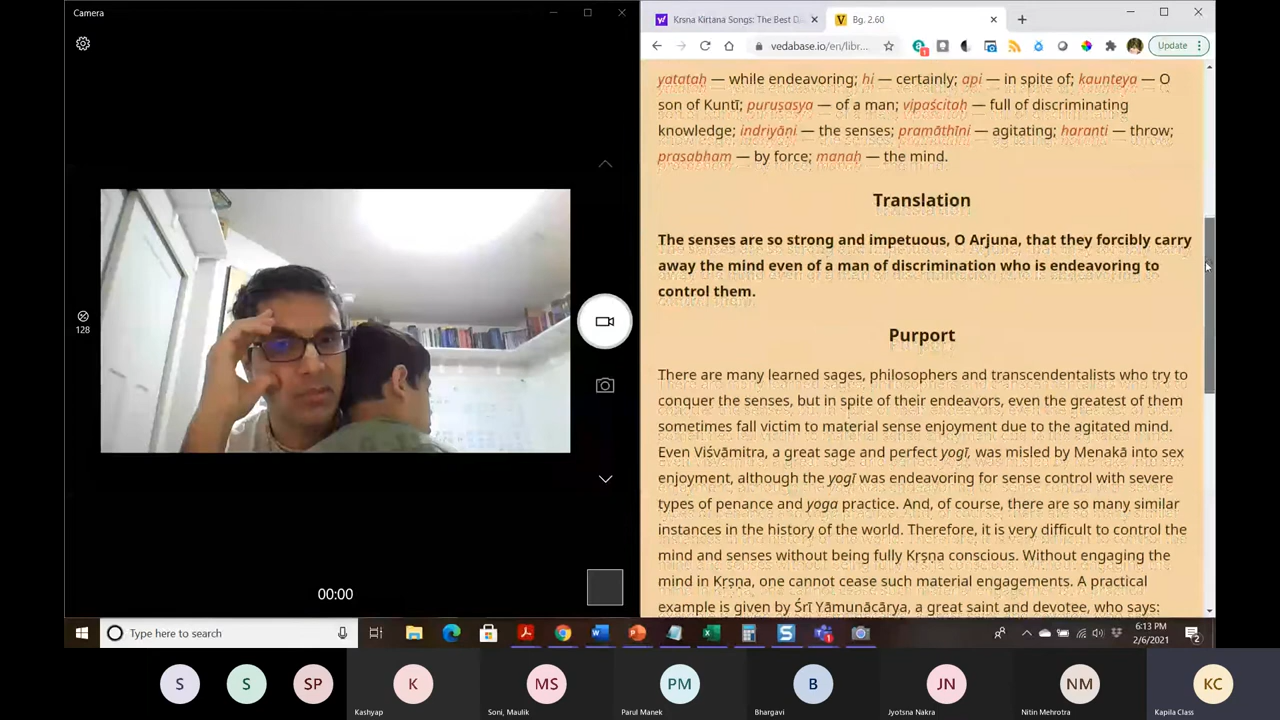 Camera
Krsna Kirtana Songs: The Best D
Bg. 2.60
vedabase.io/en/libr...
1
Update
yatataḥ — while endeavoring; hi — certainly; api — in spite of; kaunteya — O
son of Kuntī; puruṣasya — of a man; vipaścitaḥ — full of discriminating
knowledge; indriyāṇi — the senses; pramāthīni — agitating; haranti — throw;
prasabham — by force; manaḥ — the mind.
Translation
The senses are so strong and impetuous, O Arjuna, that they forcibly carry
away the mind even of a man of discrimination who is endeavoring to
control them.
Purport
There are many learned sages, philosophers and transcendentalists who try to
conquer the senses, but in spite of their endeavors, even the greatest of them
sometimes fall victim to material sense enjoyment due to the agitated mind.
Even Viśvāmitra, a great sage and perfect yogī, was misled by Menakā into sex
enjoyment, although the yogī was endeavoring for sense control with severe
types of penance and yoga practice. And, of course, there are so many similar
instances in the history of the world. Therefore, it is very difficult to control the
mind and senses without being fully Kṛṣṇa conscious. Without engaging the
mind in Kṛṣṇa, one cannot cease such material engagements. A practical
example is given by Śrī Yāmunācārya, a great saint and devotee, who says:
128
00:00
Type here to search
6:13 PM
2/6/2021
2
S
S
SP
K
MS
PM
B
JN
NM
KC
Kashyap
Soni, Maulik
Parul Manek
Bhargavi
Jyotsna Nakra
Nitin Mehrotra
Kapila Class